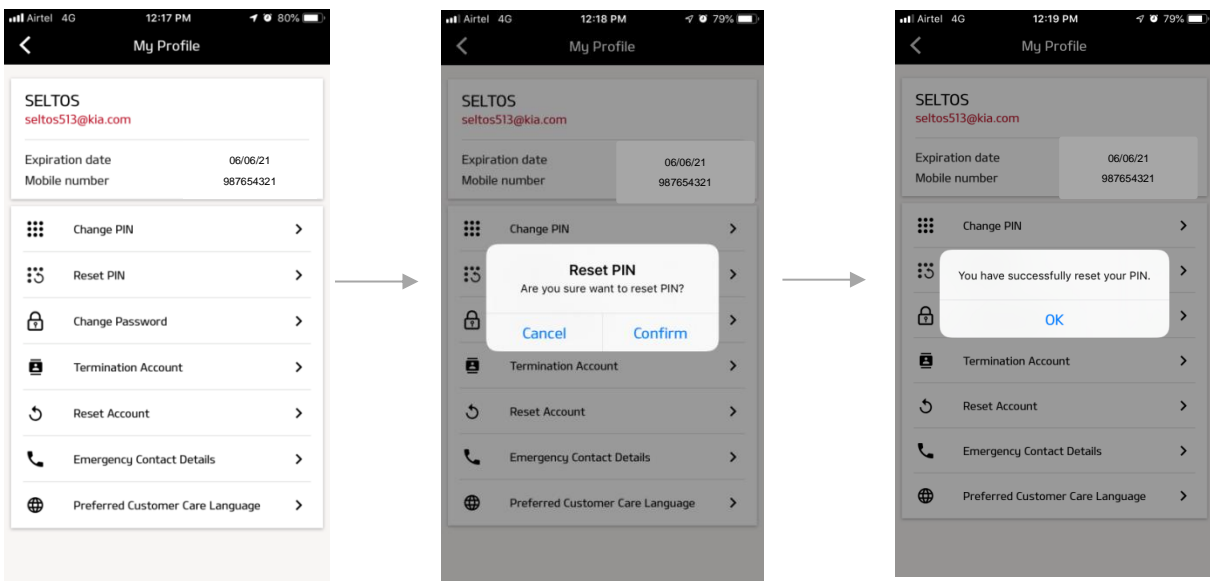 Airtel 4G 12:17 PM 80%
My Profile
SELTOS
seltos513@kia.com
Expiration date 06/06/21
Mobile number 987654321
Change PIN
Reset PIN
Change Password
Termination Account
Reset Account
Emergency Contact Details
Preferred Customer Care Language
Airtel 4G 12:18 PM 79%
My Profile
SELTOS
seltos513@kia.com
Expiration date 06/06/21
Mobile number 987654321
Change PIN
Reset PIN
Are you sure want to reset PIN?
Cancel Confirm
Termination Account
Reset Account
Emergency Contact Details
Preferred Customer Care Language
Airtel 4G 12:19 PM 79%
My Profile
SELTOS
seltos513@kia.com
Expiration date 06/06/21
Mobile number 987654321
Change PIN
You have successfully reset your PIN.
OK
Termination Account
Reset Account
Emergency Contact Details
Preferred Customer Care Language